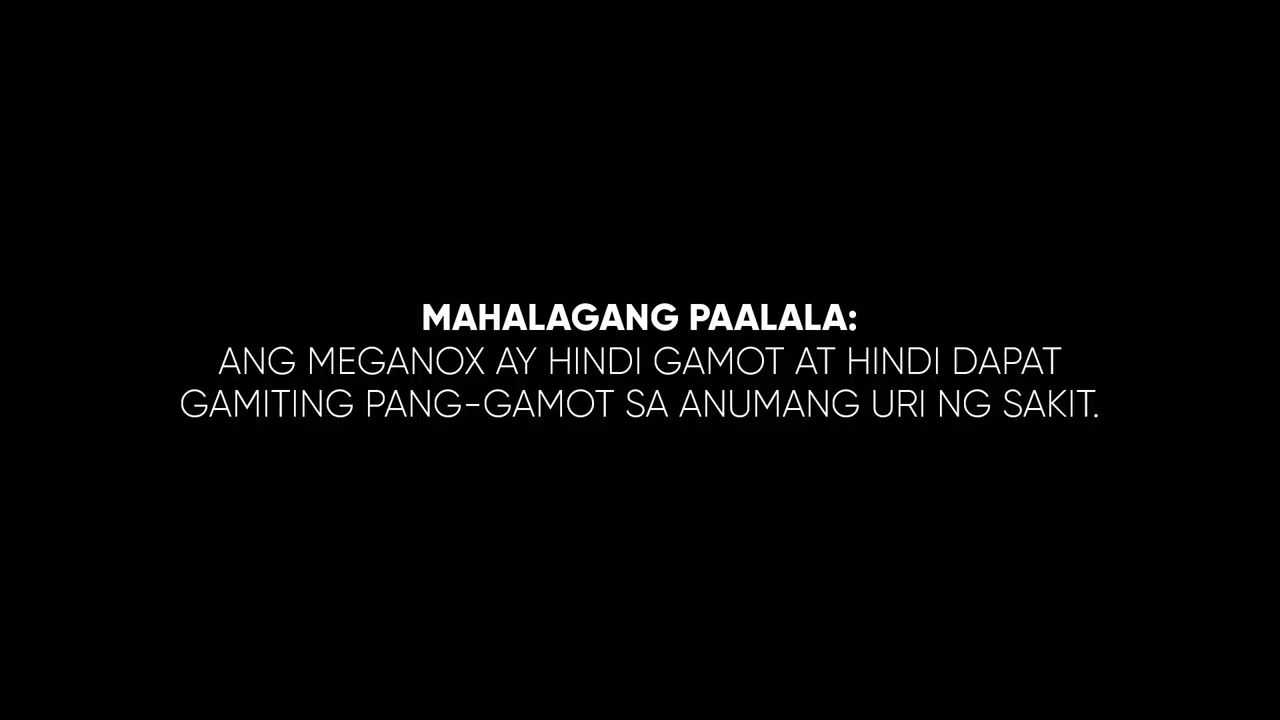 MAHALAGANG PAALALA:
ANG MEGANOX AY HINDI GAMOT AT HINDI DAPAT
GAMITING PANG-GAMOT SA ANUMANG URI NG SAKIT.